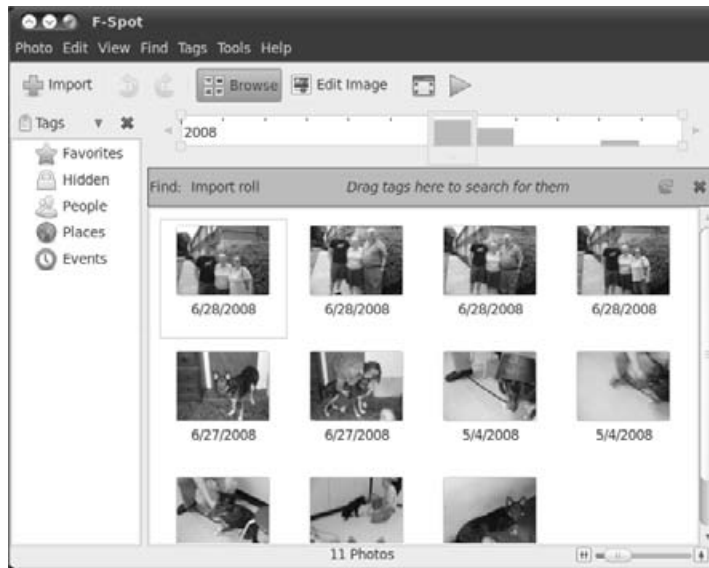 F-Spot
Photo Edit View Find Tags Tools Help
Import Browse Edit Image
Tags
2008
Favorites
Hidden
People
Places
Events
Find: Import roll Drag tags here to search for them
6/28/2008 6/28/2008 6/28/2008 6/28/2008
6/27/2008 6/27/2008 5/4/2008 5/4/2008
11 Photos